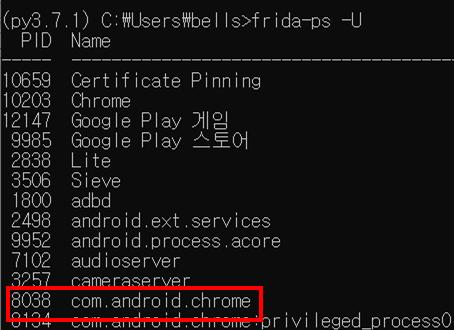 (py3.7.1) C:\Users\bells>frida-ps -U
PID Name
----- --------------------------------------------------
10659 Certificate Pinning
10203 Chrome
12147 Google Play 게임
9985 Google Play 스토어
2838 Lite
3506 Sieve
1800 adbd
2498 android.ext.services
9952 android.process.acore
7102 audioserver
3257 cameraserver
8038 com.android.chrome
8134 com.android.chrome:privileged_process0